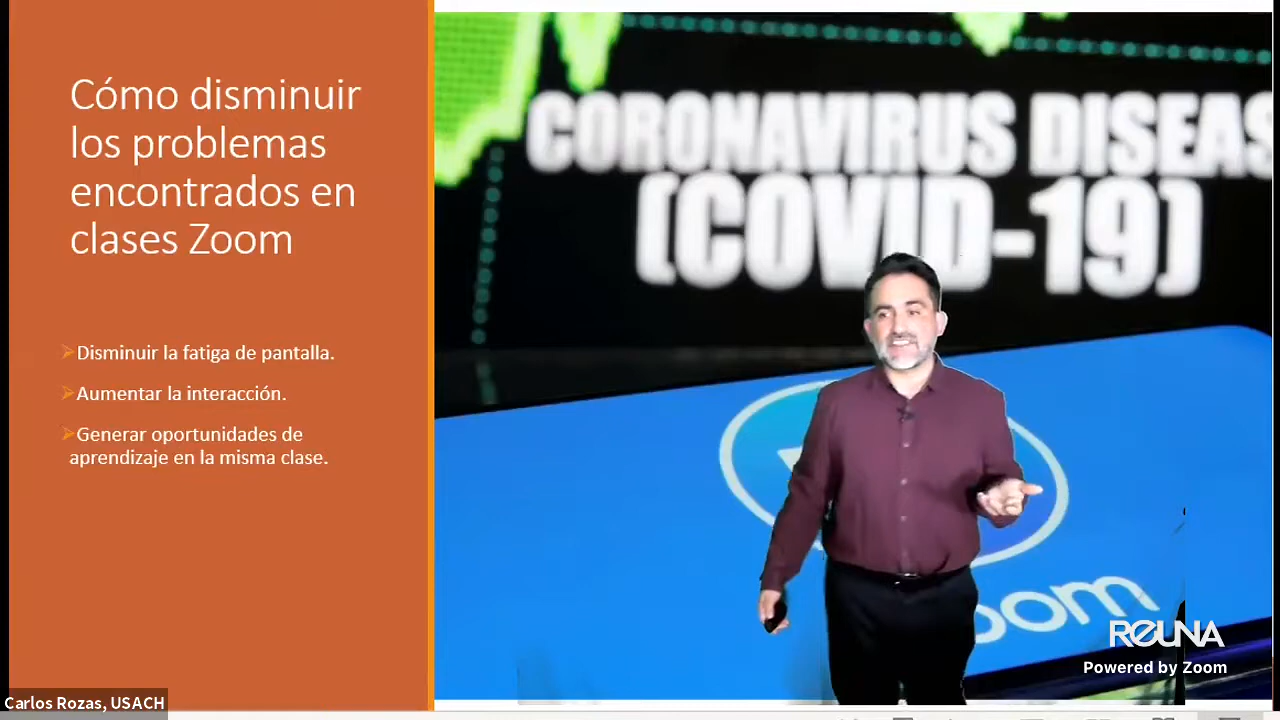 Cómo disminuir
los problemas
encontrados en
clases Zoom
Disminuir la fatiga de pantalla.
Aumentar la interacción.
Generar oportunidades de
aprendizaje en la misma clase.
CORONAVIRUS DISEAS
(COVID-19)
oom
REUNA
Powered by Zoom
Carlos Rozas, USACH